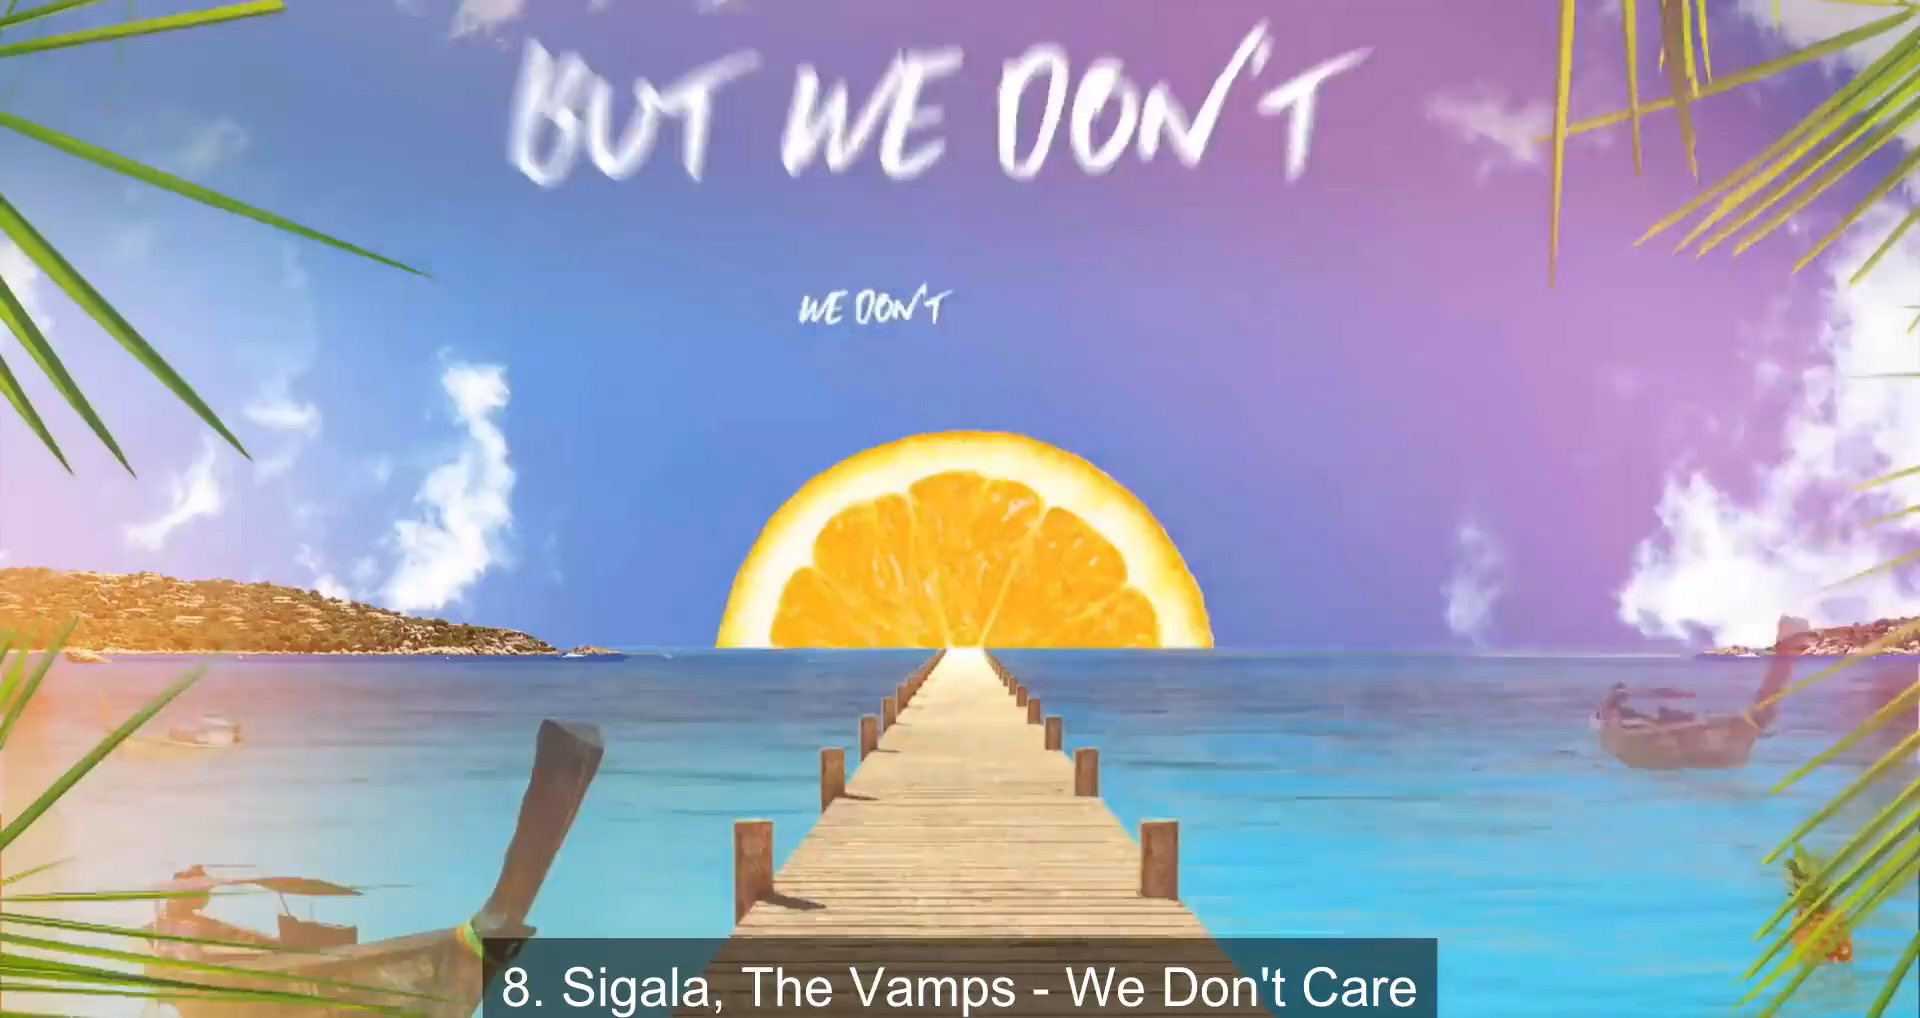 BUT WE DON'T
WE DON'T
8. Sigala, The Vamps - We Don't Care